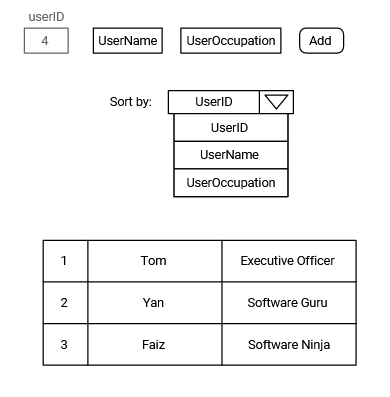 userID
4 UserName UserOccupation Add
Sort by: UserID
UserID
UserName
UserOccupation
1 Tom Executive Officer
2 Yan Software Guru
3 Faiz Software Ninja